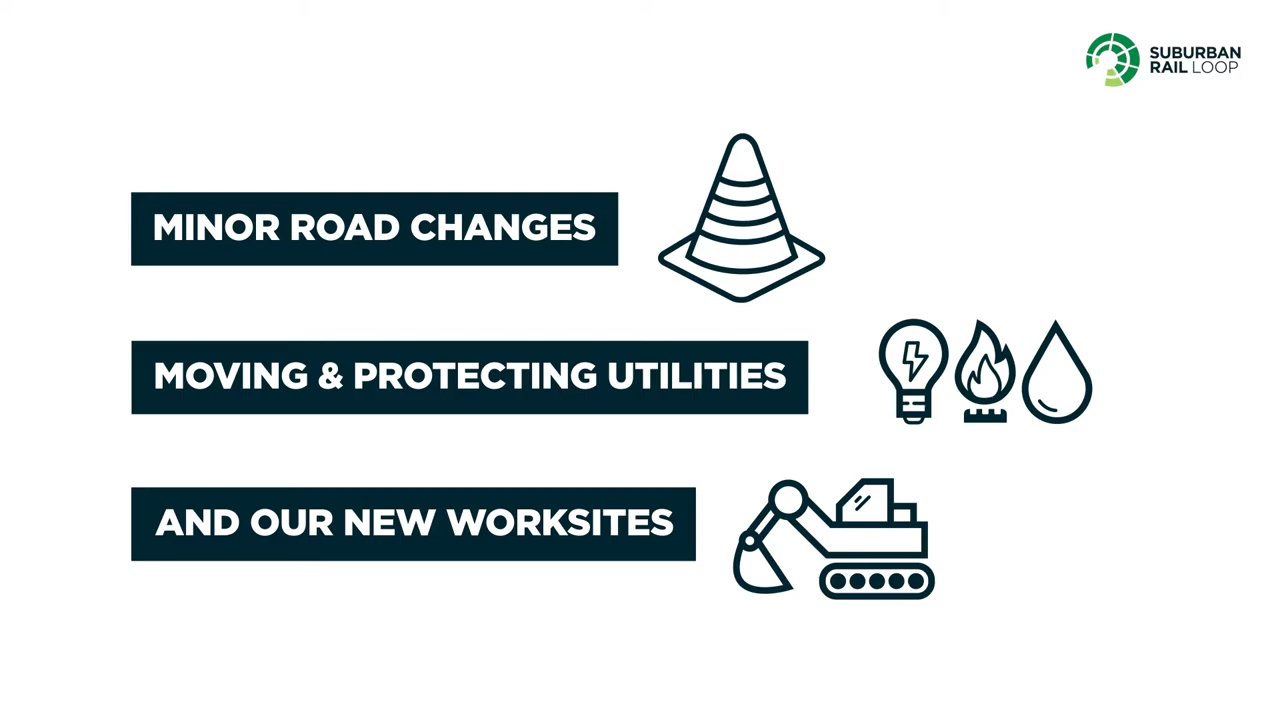 SUBURBAN
RAIL LOOP
MINOR ROAD CHANGES
MOVING & PROTECTING UTILITIES
AND OUR NEW WORKSITES